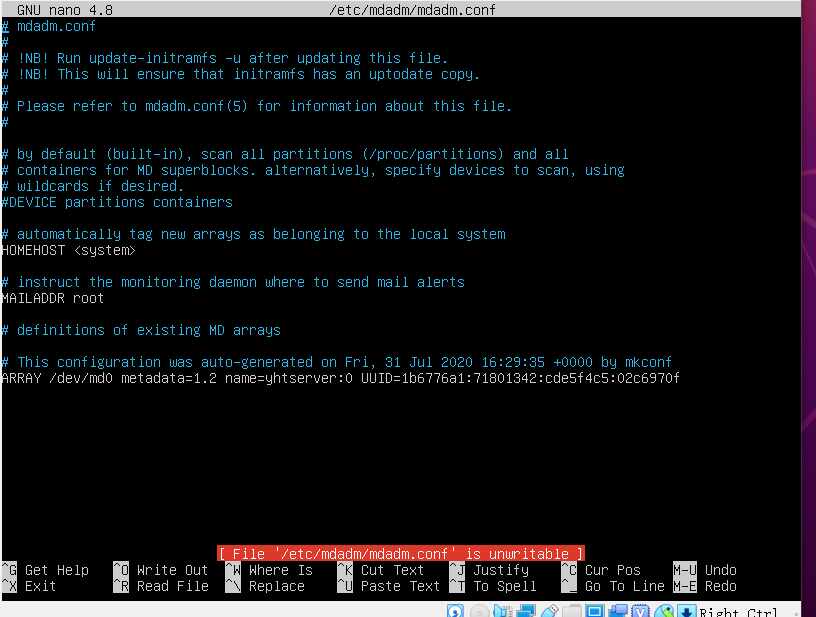 GNU nano 4.8 /etc/mdadm/mdadm.conf
# mdadm.conf
#
# !NB! Run update-initramfs -u after updating this file.
# !NB! This will ensure that initramfs has an uptodate copy.
#
# Please refer to mdadm.conf(5) for information about this file.
#
# by default (built-in), scan all partitions (/proc/partitions) and all
# containers for MD superblocks. alternatively, specify devices to scan, using
# wildcards if desired.
#DEVICE partitions containers
# automatically tag new arrays as belonging to the local system
HOMEHOST <system>
# instruct the monitoring daemon where to send mail alerts
MAILADDR root
# definitions of existing MD arrays
# This configuration was auto-generated on Fri, 31 Jul 2020 16:29:35 +0000 by mkconf
ARRAY /dev/md0 metadata=1.2 name=yhtserver:0 UUID=1b6776a1:71801342:cde5f4c5:02c6970f
[ File '/etc/mdadm/mdadm.conf' is unwritable ]
^G Get Help ^O Write Out ^W Where Is ^K Cut Text ^J Justify ^C Cur Pos M-U Undo
^X Exit ^R Read File ^\ Replace ^U Paste Text ^T To Spell ^_ Go To Line M-E Redo
Right Ctrl